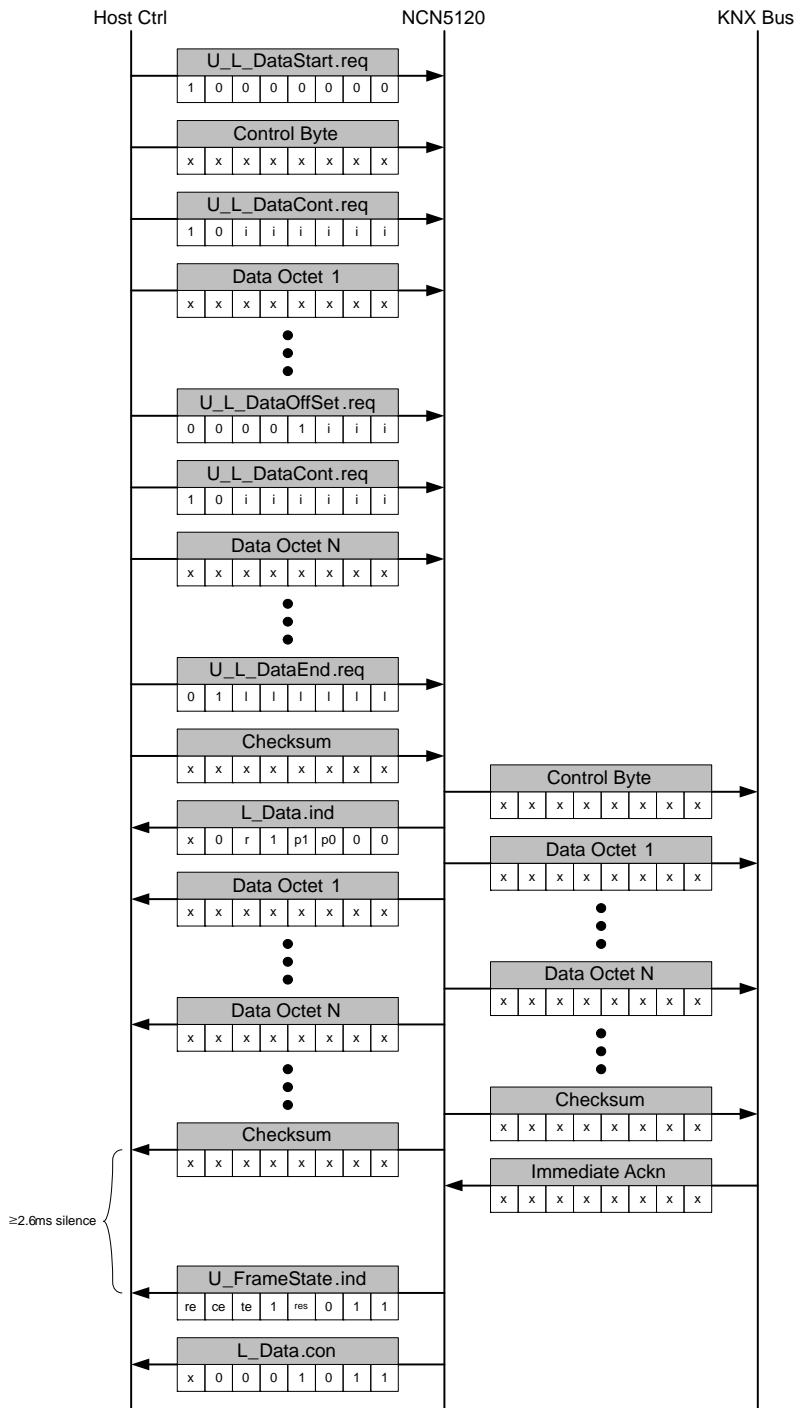 Host Ctrl NCN5120 KNX Bus
U_L_DataStart.req
1 0 0 0 0 0 0 0
Control Byte
x x x x x x x x
U_L_DataCont.req
1 0 i i i i i i
Data Octet 1
x x x x x x x x
U_L_DataOffSet.req
0 0 0 0 1 i i i
U_L_DataCont.req
1 0 i i i i i i
Data Octet N
x x x x x x x x
U_L_DataEnd.req
0 1 l l l l l l
Checksum
x x x x x x x x
Control Byte
x x x x x x x x
L_Data.ind
x 0 r 1 p1 p0 0 0
Data Octet 1
x x x x x x x x
Data Octet 1
x x x x x x x x
Data Octet N
x x x x x x x x
Data Octet N
x x x x x x x x
Checksum
x x x x x x x x
Checksum
x x x x x x x x
Immediate Ackn
x x x x x x x x
≥2.6ms silence
U_FrameState.ind
re ce te 1 res 0 1 1
L_Data.con
x 0 0 0 1 0 1 1